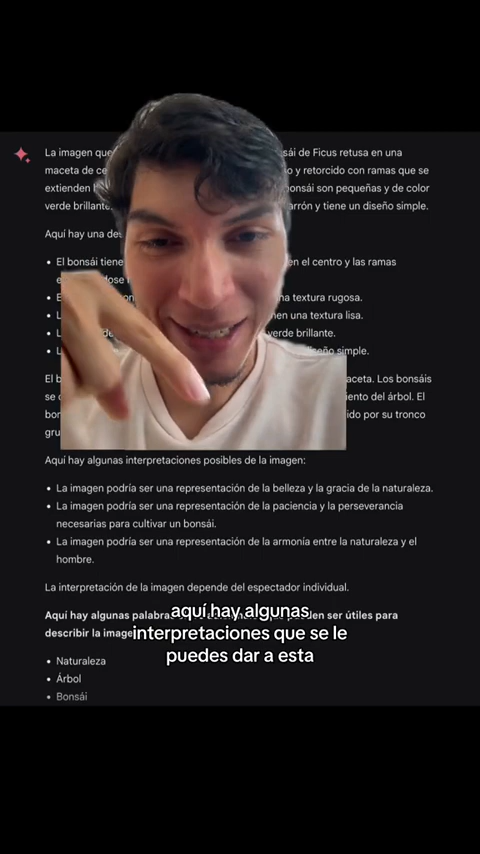 La imagen que sái de Ficus retusa en una
maceta de ce o y retorcido con ramas que se
extienden bonsái son pequeñas y de color
verde brillante arrón y tiene un diseño simple.
Aquí hay una de
El bonsái tiene en el centro y las ramas
na textura rugosa.
nen una textura lisa.
verde brillante.
seño simple.
El b aceta. Los bonsáis
se iento del árbol. El
bon ido por su tronco
gru
Aquí hay algunas interpretaciones posibles de la imagen:
La imagen podría ser una representación de la belleza y la gracia de la naturaleza.
La imagen podría ser una representación de la paciencia y la perseverancia
necesarias para cultivar un bonsái.
La imagen podría ser una representación de la armonía entre la naturaleza y el
hombre.
La interpretación de la imagen depende del espectador individual.
Aquí hay algunas palabras den ser útiles para
describir la imagen
aquí hay algunas
interpretaciones que se le
puedes dar a esta
Naturaleza
Árbol
Bonsái